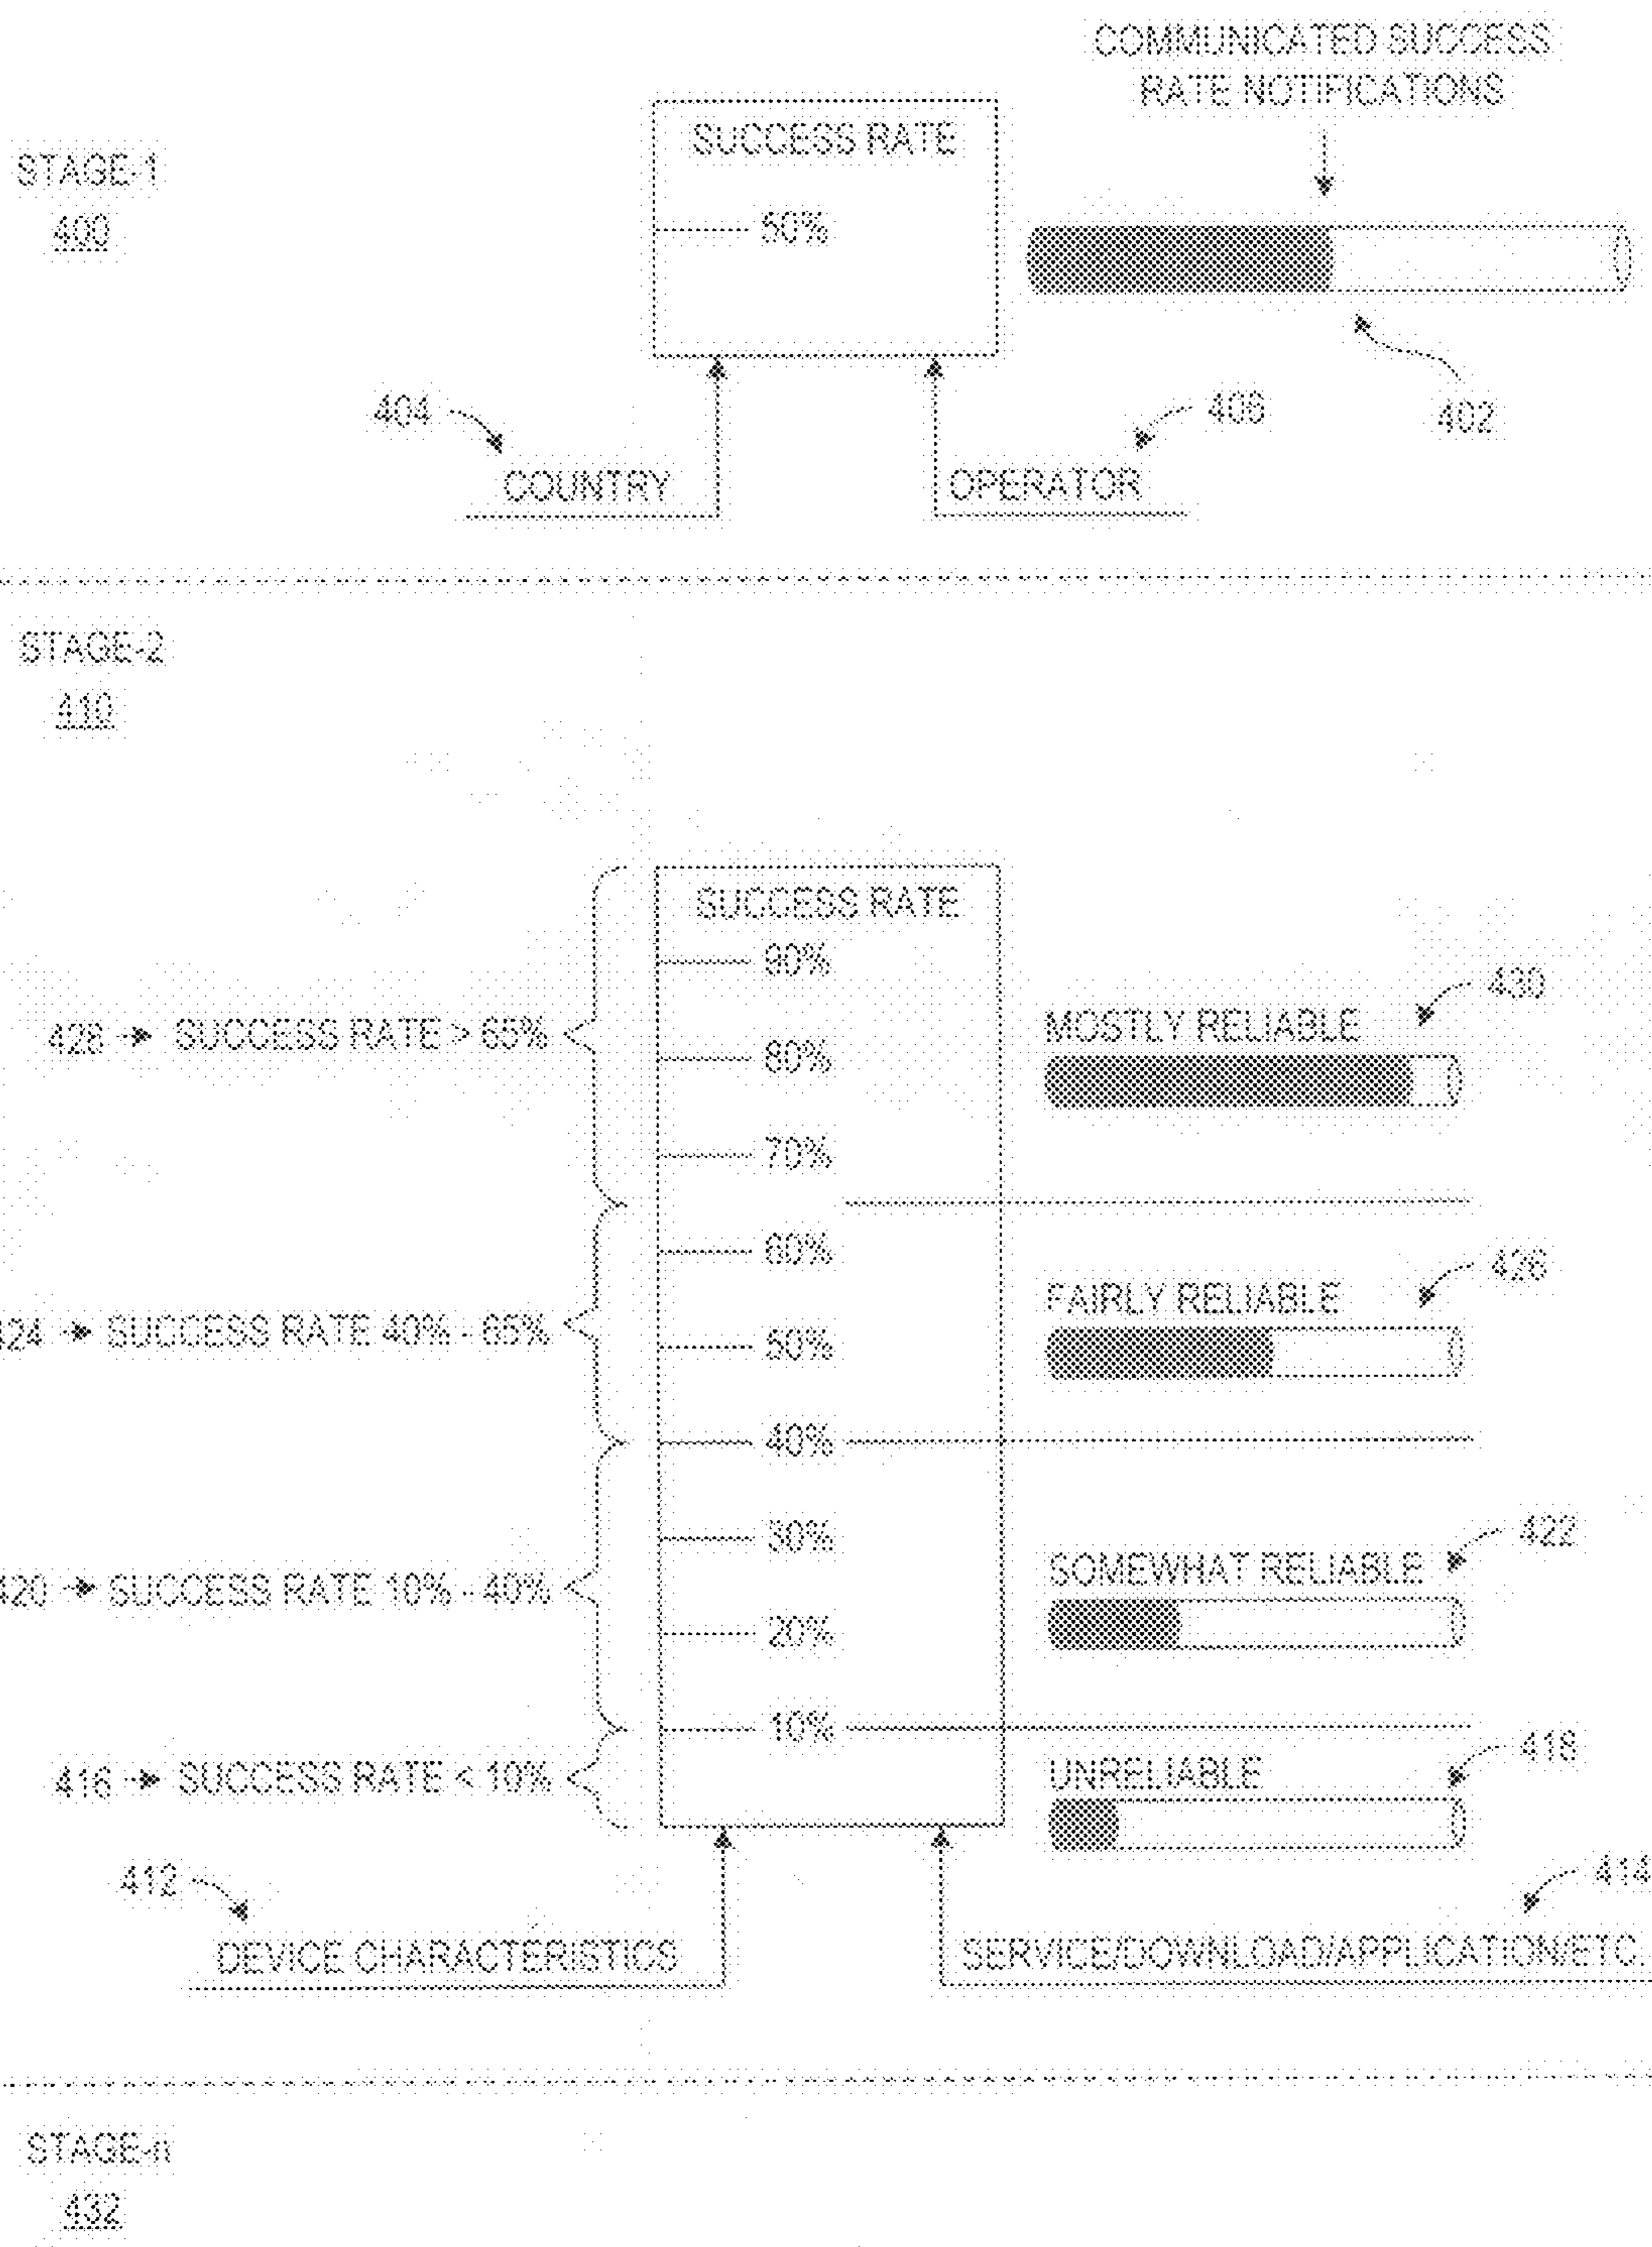 COMMUNICATED SUCCESS
RATE NOTIFICATIONS
STAGE-1
400
SUCCESS RATE
50%
404
COUNTRY
406
OPERATOR
402
STAGE-2
410
SUCCESS RATE
90%
80%
70%
60%
50%
40%
30%
20%
10%
428
SUCCESS RATE > 65%
430
MOSTLY RELIABLE
424
SUCCESS RATE 40% - 65%
426
FAIRLY RELIABLE
420
SUCCESS RATE 10% - 40%
422
SOMEWHAT RELIABLE
416
SUCCESS RATE < 10%
418
UNRELIABLE
412
DEVICE CHARACTERISTICS
414
SERVICE/DOWNLOAD/APPLICATION/ETC.
STAGE-n
432